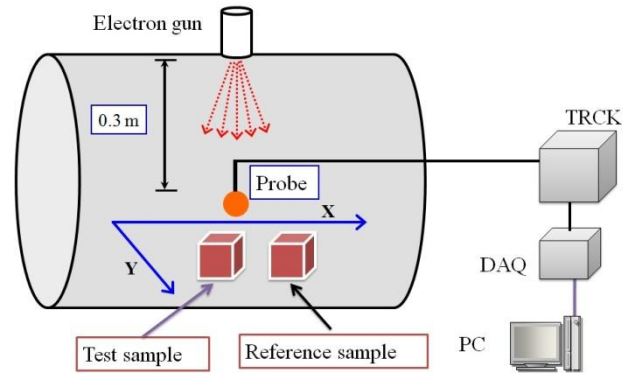 Electron gun
0.3 m
TRCK
Probe
X
Y
DAQ
PC
Test sample
Reference sample